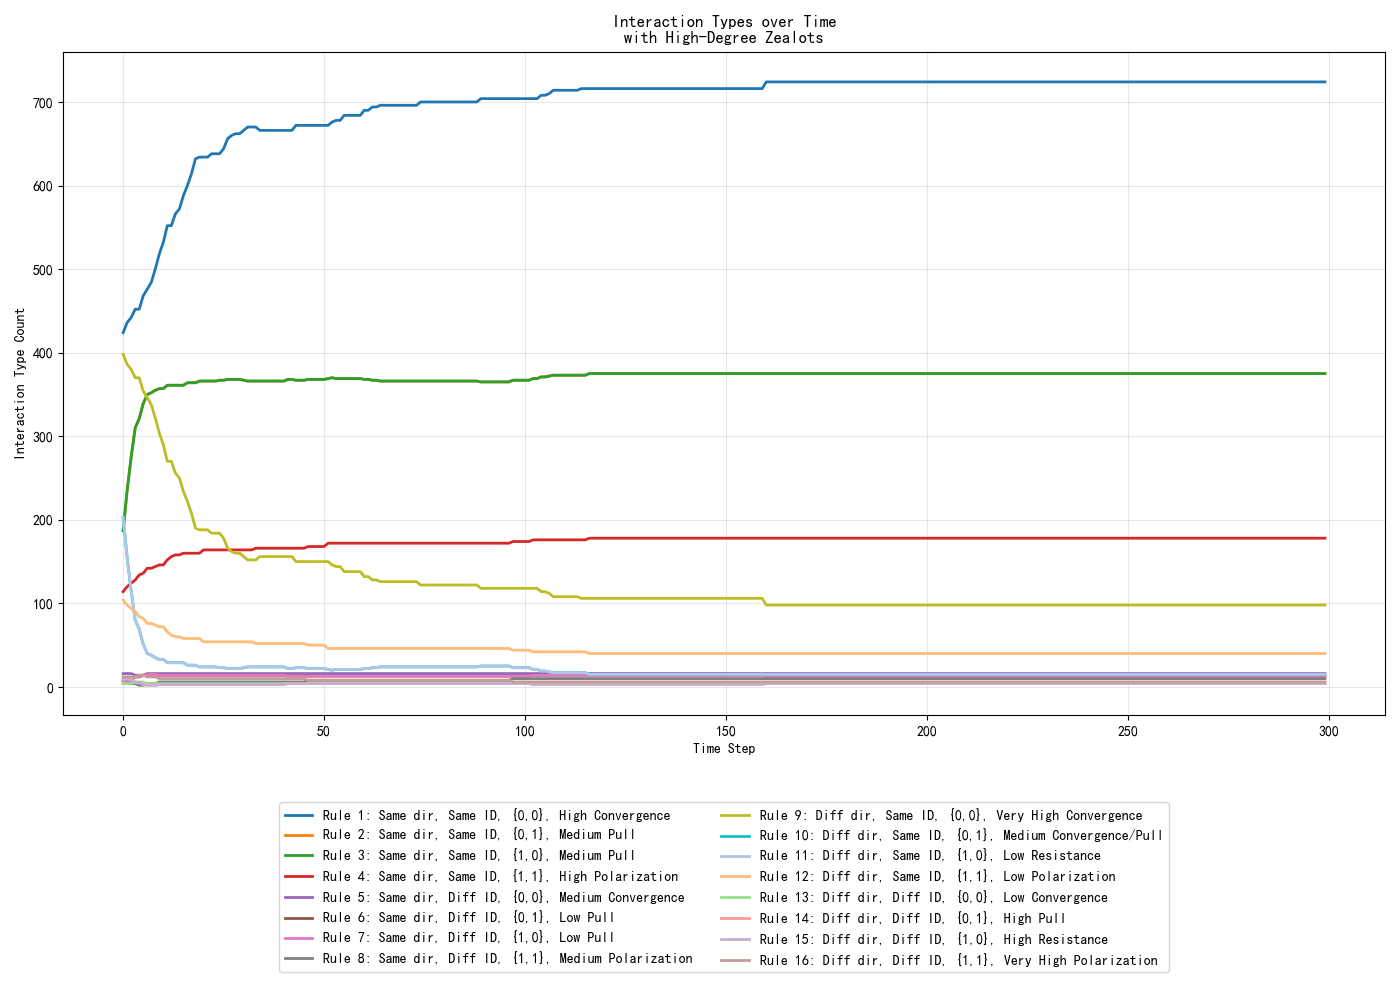 Interaction Types over Time
with High-Degree Zealots
Interaction Type Count
700
600
500
400
300
200
100
0
0 50 100 150 200 250 300
Time Step
Rule 1: Same dir, Same ID, {0,0}, High Convergence
Rule 2: Same dir, Same ID, {0,1}, Medium Pull
Rule 3: Same dir, Same ID, {1,0}, Medium Pull
Rule 4: Same dir, Same ID, {1,1}, High Polarization
Rule 5: Same dir, Diff ID, {0,0}, Medium Convergence
Rule 6: Same dir, Diff ID, {0,1}, Low Pull
Rule 7: Same dir, Diff ID, {1,0}, Low Pull
Rule 8: Same dir, Diff ID, {1,1}, Medium Polarization
Rule 9: Diff dir, Same ID, {0,0}, Very High Convergence
Rule 10: Diff dir, Same ID, {0,1}, Medium Convergence/Pull
Rule 11: Diff dir, Same ID, {1,0}, Low Resistance
Rule 12: Diff dir, Same ID, {1,1}, Low Polarization
Rule 13: Diff dir, Diff ID, {0,0}, Low Convergence
Rule 14: Diff dir, Diff ID, {0,1}, High Pull
Rule 15: Diff dir, Diff ID, {1,0}, High Resistance
Rule 16: Diff dir, Diff ID, {1,1}, Very High Polarization